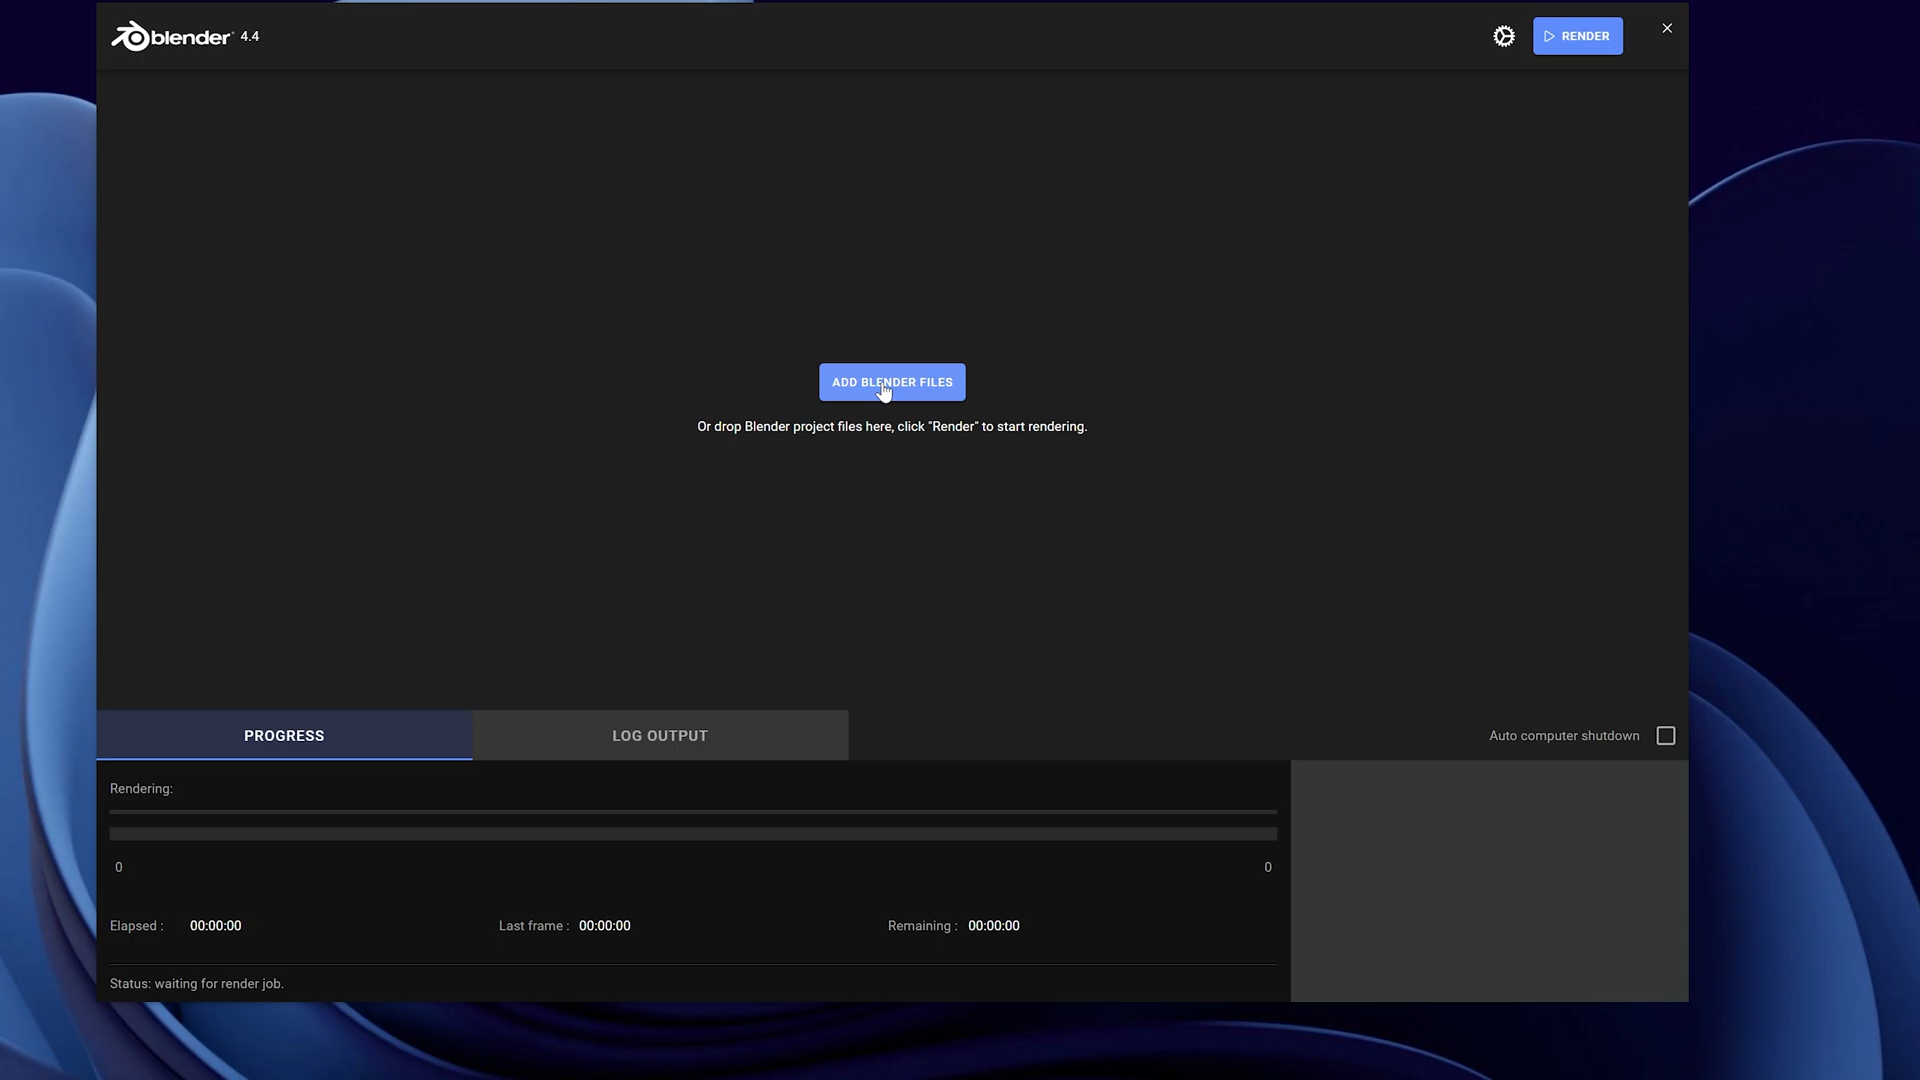 blender 4.4
RENDER
ADD BLENDER FILES
Or drop Blender project files here, click "Render" to start rendering.
PROGRESS
LOG OUTPUT
Auto computer shutdown
Rendering:
0
0
Elapsed : 00:00:00
Last frame : 00:00:00
Remaining : 00:00:00
Status: waiting for render job.